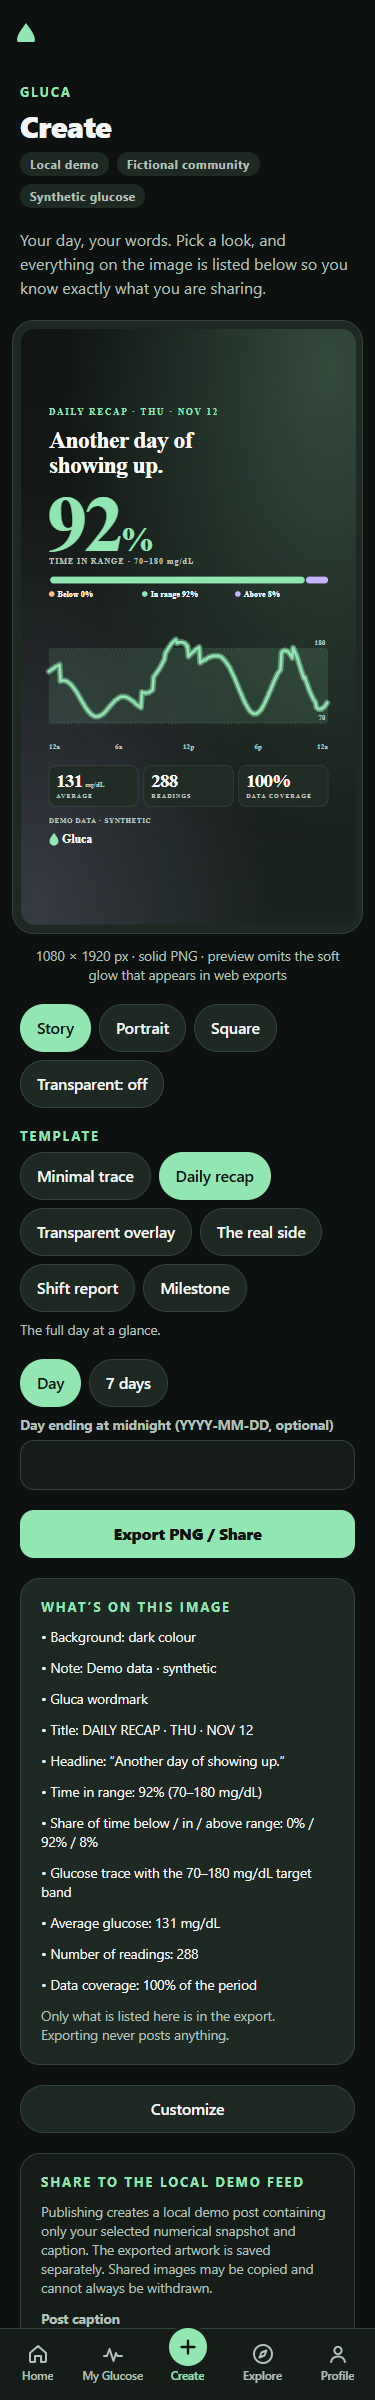 GLUCA
Create
Local demo
Fictional community
Synthetic glucose
Your day, your words. Pick a look, and
everything on the image is listed below so you
know exactly what you are sharing.
DAILY RECAP · THU · NOV 12
Another day of
showing up.
92%
TIME IN RANGE · 70–180 mg/dL
Below 0%
In range 92%
Above 8%
180
70
12a
6a
12p
6p
12a
131 mg/dL
AVERAGE
288
READINGS
100%
DATA COVERAGE
DEMO DATA · SYNTHETIC
Gluca
1080 × 1920 px · solid PNG · preview omits the soft
glow that appears in web exports
Story
Portrait
Square
Transparent: off
TEMPLATE
Minimal trace
Daily recap
Transparent overlay
The real side
Shift report
Milestone
The full day at a glance.
Day
7 days
Day ending at midnight (YYYY-MM-DD, optional)
Export PNG / Share
WHAT’S ON THIS IMAGE
• Background: dark colour
• Note: Demo data · synthetic
• Gluca wordmark
• Title: DAILY RECAP · THU · NOV 12
• Headline: “Another day of showing up.”
• Time in range: 92% (70–180 mg/dL)
• Share of time below / in / above range: 0% /
92% / 8%
• Glucose trace with the 70–180 mg/dL target
band
• Average glucose: 131 mg/dL
• Number of readings: 288
• Data coverage: 100% of the period
Only what is listed here is in the export.
Exporting never posts anything.
Customize
SHARE TO THE LOCAL DEMO FEED
Publishing creates a local demo post containing
only your selected numerical snapshot and
caption. The exported artwork is saved
separately. Shared images may be copied and
cannot always be withdrawn.
Post caption
Home
My Glucose
Create
Explore
Profile